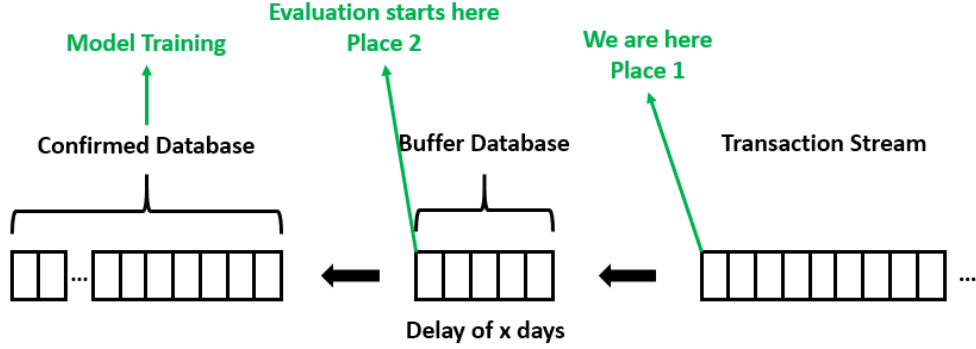 Evaluation starts here
Place 2
Model Training
We are here
Place 1
Confirmed Database
Buffer Database
Transaction Stream
...
...
Delay of x days